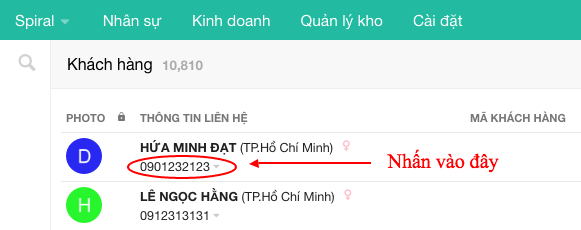 Spiral Nhân sự Kinh doanh Quản lý kho Cài đặt
Khách hàng 10,810
PHOTO THÔNG TIN LIÊN HỆ MÃ KHÁCH HÀNG
D HỨA MINH ĐẠT (TP.Hồ Chí Minh)
0901232123 Nhấn vào đây
H LÊ NGỌC HẰNG (TP.Hồ Chí Minh)
0912313131